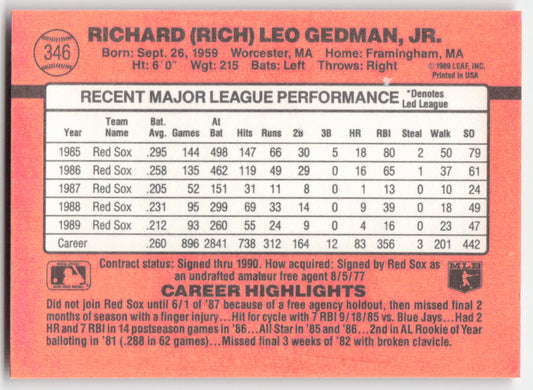 346
RICHARD (RICH) LEO GEDMAN, JR.
Born: Sept. 26, 1959 Worcester, MA Home: Framingham, MA
Ht: 6' 0" Wgt: 215 Bats: Left Throws: Right
© 1989 LEAF, INC.
Printed in USA
RECENT MAJOR LEAGUE PERFORMANCE *Denotes Led League
Year Team Name Bat. Avg. Games At Bat Hits Runs 2B 3B HR RBI Steal Walk SO
1985 Red Sox .295 144 498 147 66 30 5 18 80 2 50 79
1986 Red Sox .258 135 462 119 49 29 0 16 65 1 37 61
1987 Red Sox .205 52 151 31 11 8 0 1 13 0 10 24
1988 Red Sox .231 95 299 69 33 14 0 9 39 0 18 49
1989 Red Sox .212 93 260 55 24 9 0 4 16 0 23 47
Career .260 896 2841 738 312 164 12 83 356 3 201 442
Contract status: Signed thru 1990. How acquired: Signed by Red Sox as
an undrafted amateur free agent 8/5/77
MLB
CAREER HIGHLIGHTS
Did not join Red Sox until 6/1 of '87 because of a free agency holdout, then missed final 2
months of season with a finger injury...Hit for cycle with 7 RBI 9/18/85 vs. Blue Jays...Had 2
HR and 7 RBI in 14 postseason games in '86...All Star in '85 and '86...2nd in AL Rookie of Year
balloting in '81 (.288 in 62 games)...Missed final 3 weeks of '82 with broken clavicle.